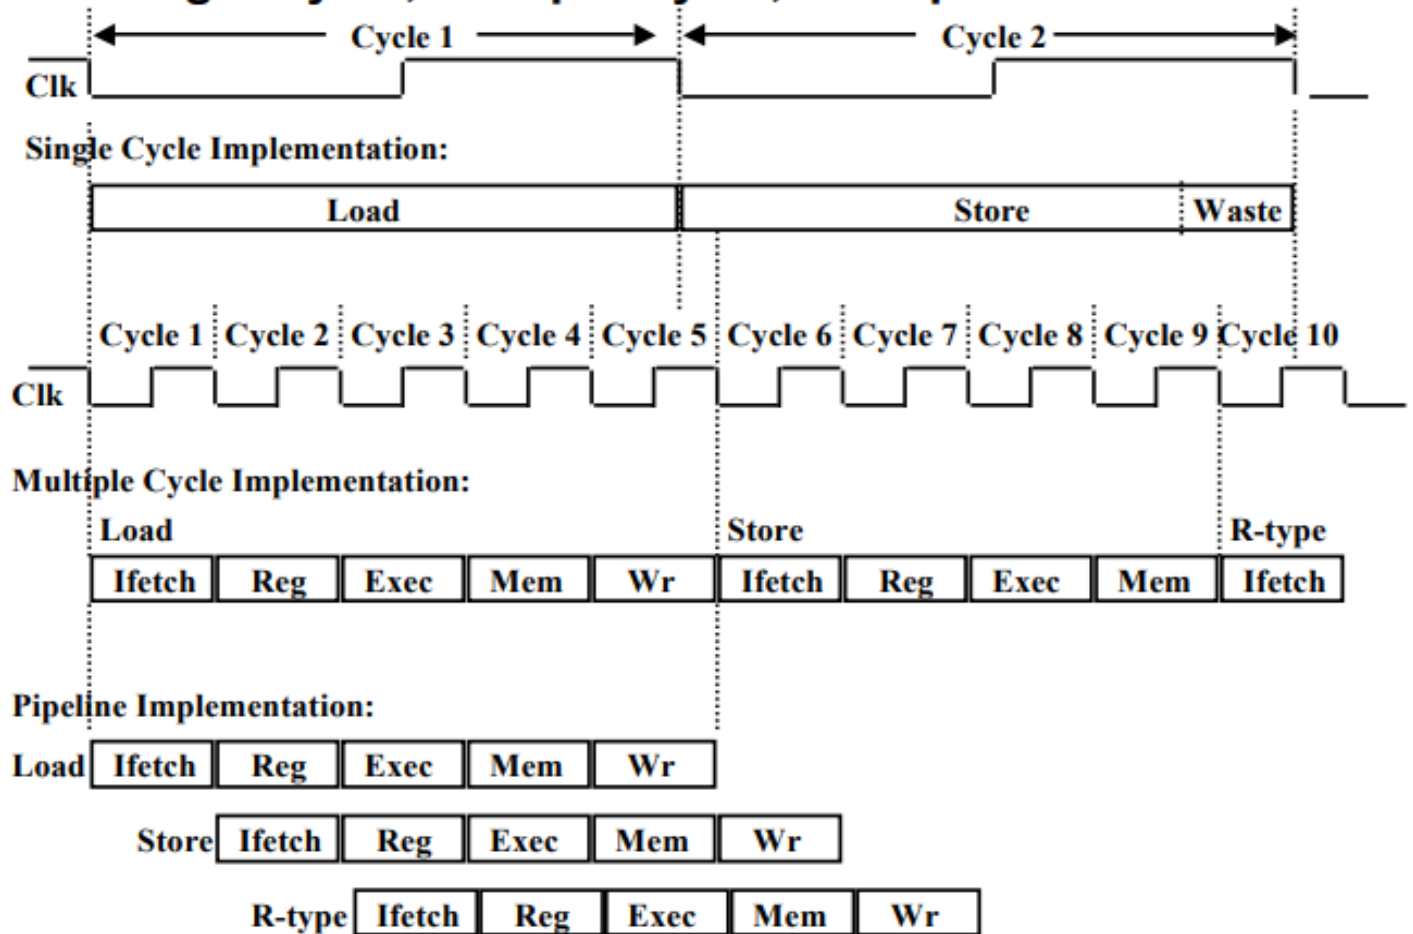 Cycle 1 Cycle 2
Clk
Single Cycle Implementation:
Load Store Waste
Cycle 1 Cycle 2 Cycle 3 Cycle 4 Cycle 5 Cycle 6 Cycle 7 Cycle 8 Cycle 9 Cycle 10
Clk
Multiple Cycle Implementation:
Load Store R-type
Ifetch Reg Exec Mem Wr Ifetch Reg Exec Mem Ifetch
Pipeline Implementation:
Load Ifetch Reg Exec Mem Wr
Store Ifetch Reg Exec Mem Wr
R-type Ifetch Reg Exec Mem Wr